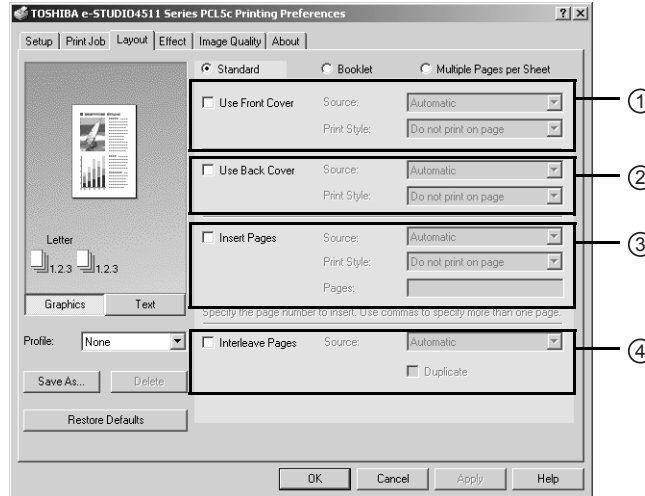 TOSHIBA e-STUDIO4511 Series PCL5c Printing Preferences
Setup Print Job Layout Effect Image Quality About
Standard Booklet Multiple Pages per Sheet
Use Front Cover Source: Automatic
Print Style: Do not print on page
1
Use Back Cover Source: Automatic
Print Style: Do not print on page
2
Insert Pages Source: Automatic
Print Style: Do not print on page
Pages:
3
Specify the page number to insert. Use commas to specify more than one page.
Interleave Pages Source: Automatic
Duplicate
4
Letter
1.2.3 1.2.3
Graphics Text
Profile: None
Save As... Delete
Restore Defaults
OK Cancel Apply Help